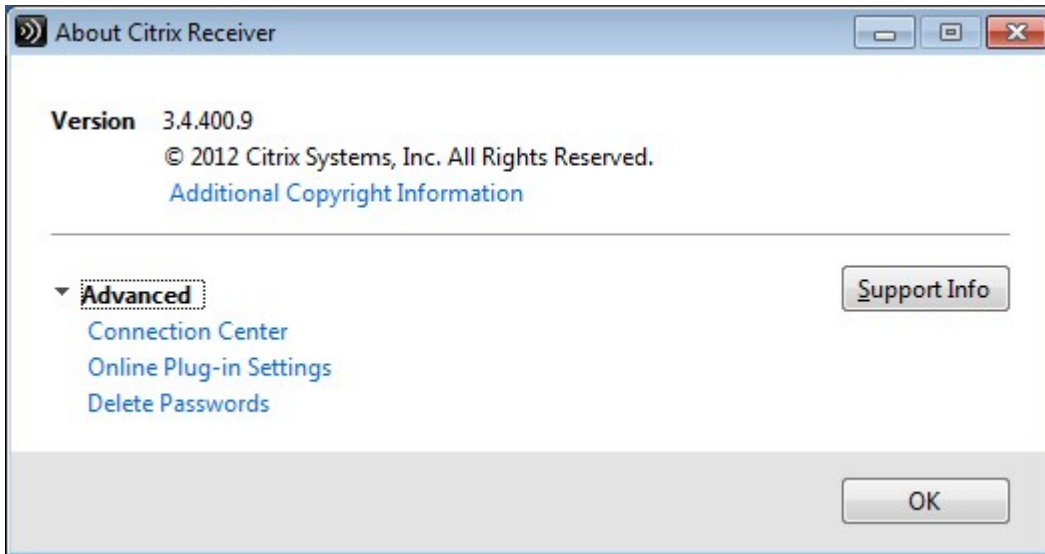 About Citrix Receiver
Version 3.4.400.9
© 2012 Citrix Systems, Inc. All Rights Reserved.
Additional Copyright Information
Advanced
Support Info
Connection Center
Online Plug-in Settings
Delete Passwords
OK